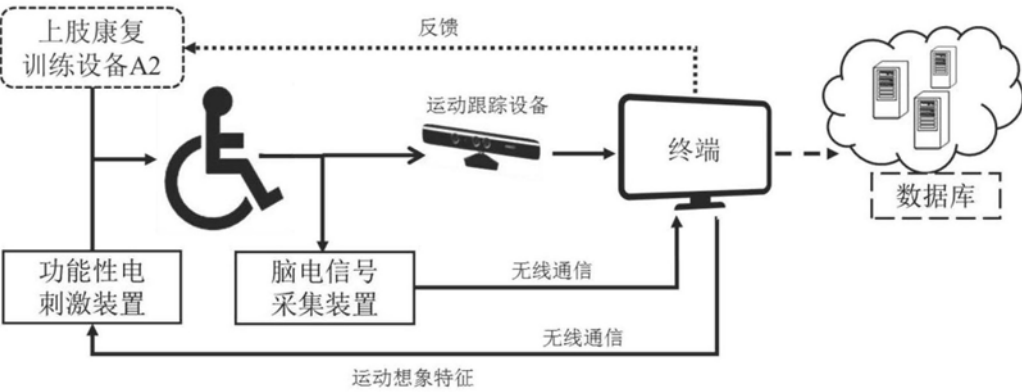 上肢康复
训练设备A2
反馈
运动跟踪设备
终端
数据库
功能性电
刺激装置
脑电信号
采集装置
无线通信
无线通信
运动想象特征